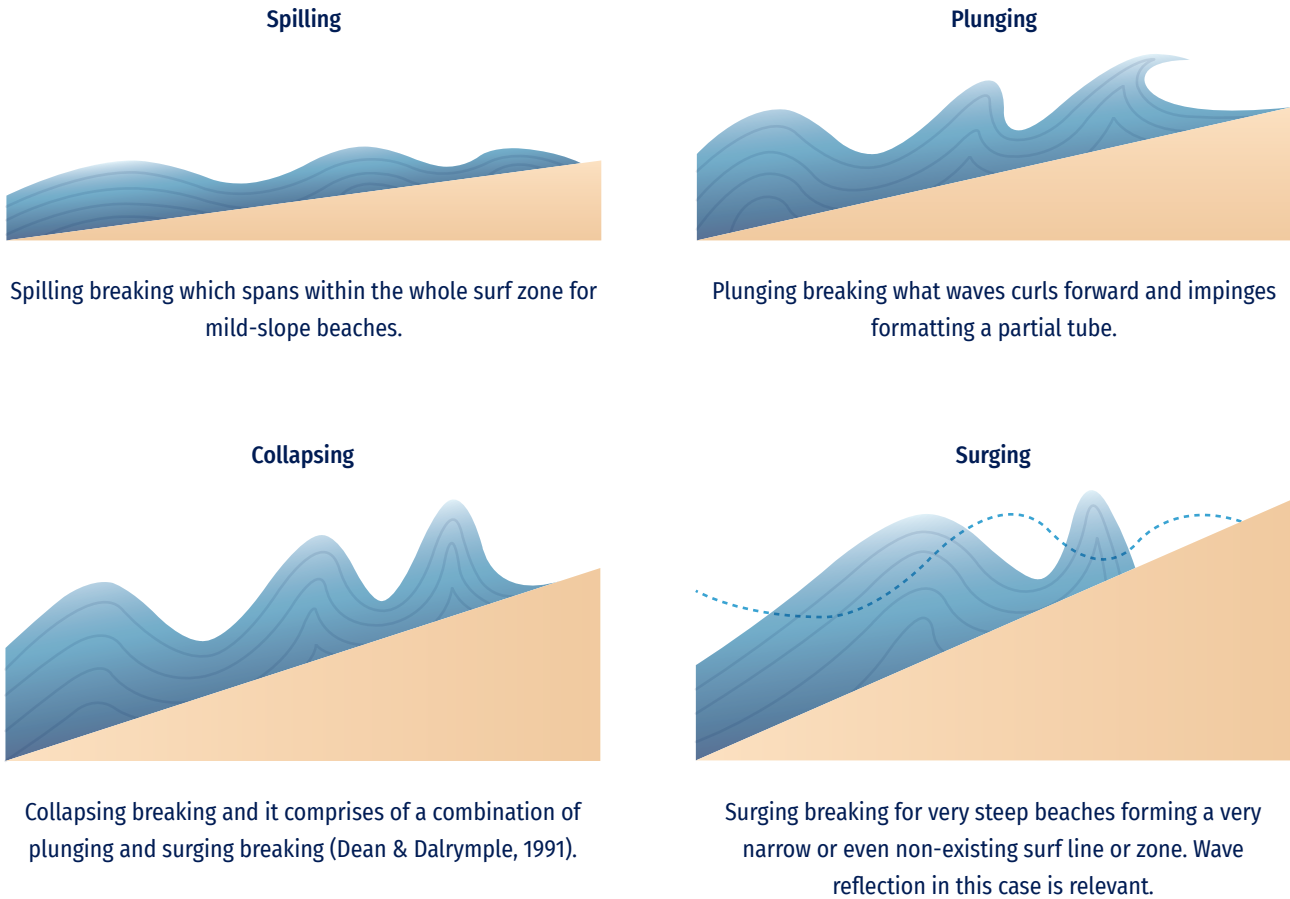 Spilling
Plunging
Spilling breaking which spans within the whole surf zone for
mild-slope beaches.
Plunging breaking what waves curls forward and impinges
formatting a partial tube.
Collapsing
Surging
Collapsing breaking and it comprises of a combination of
plunging and surging breaking (Dean & Dalrymple, 1991).
Surging breaking for very steep beaches forming a very
narrow or even non-existing surf line or zone. Wave
reflection in this case is relevant.